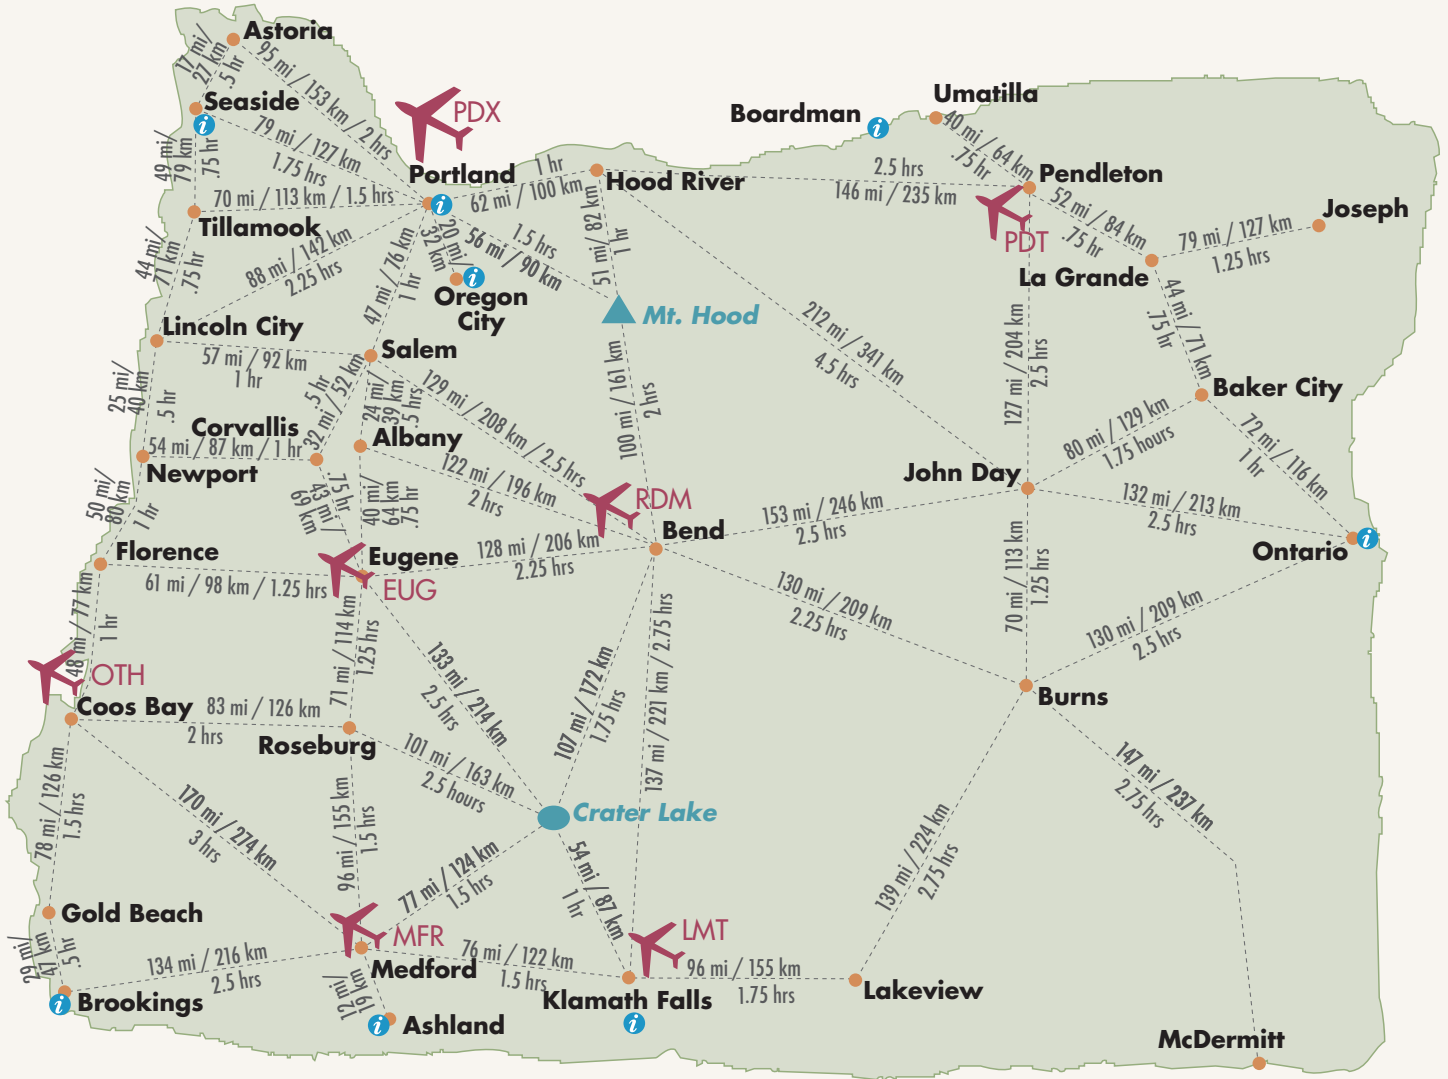 Astoria
17 mi/
27 km
.5 hr
95 mi / 153 km / 2 hrs
Seaside
79 mi / 127 km
1.75 hrs
PDX
Boardman
Umatilla
40 mi / 64 km
.75 hr
49 mi/
79 km
.75 hr
Portland
1 hr
62 mi / 100 km
Hood River
2.5 hrs
146 mi / 235 km
Pendleton
PDT
52 mi / 84 km
.75 hr
Joseph
79 mi / 127 km
1.25 hrs
La Grande
70 mi / 113 km / 1.5 hrs
Tillamook
44 mi/
71 km
.75 hr
88 mi / 142 km
2.25 hrs
47 mi / 76 km
1 hr
20 mi/
32 km
Oregon
City
1.5 hrs
56 mi / 90 km
51 mi / 82 km
1 hr
Mt. Hood
212 mi / 341 km
4.5 hrs
127 mi / 204 km
2.5 hrs
44 mi / 71 km
.75 hr
Lincoln City
57 mi / 92 km
1 hr
Salem
25 mi/
40 km
.5 hr
.5 hr
32 mi / 52 km
24 mi/
39 km
.5 hrs
129 mi / 208 km / 2.5 hrs
100 mi / 161 km
2 hrs
Baker City
80 mi / 129 km
1.75 hours
72 mi / 116 km
1 hr
Corvallis
54 mi / 87 km / 1 hr
Newport
Albany
122 mi / 196 km
2 hrs
John Day
132 mi / 213 km
2.5 hrs
Ontario
50 mi/
80 km
1 hr
.75 hr
43 mi/
69 km
40 mi/
64 km
.75 hr
RDM
Bend
153 mi / 246 km
2.5 hrs
Florence
61 mi / 98 km / 1.25 hrs
Eugene
EUG
128 mi / 206 km
2.25 hrs
130 mi / 209 km
2.25 hrs
70 mi / 113 km
1.25 hrs
130 mi / 209 km
2.5 hrs
48 mi / 77 km
1 hr
OTH
Coos Bay
83 mi / 126 km
2 hrs
71 mi / 114 km
1.25 hrs
Roseburg
133 mi / 214 km
2.5 hrs
101 mi / 163 km
2.5 hours
107 mi / 172 km
1.75 hrs
137 mi / 221 km / 2.75 hrs
Burns
147 mi / 237 km
2.75 hrs
139 mi / 224 km
2.75 hrs
78 mi / 126 km
1.5 hrs
170 mi / 274 km
3 hrs
96 mi / 155 km
1.5 hrs
Crater Lake
77 mi / 124 km
1.5 hrs
54 mi / 87 km
1 hr
Gold Beach
29 mi/
47 km
.5 hr
134 mi / 216 km
2.5 hrs
Brookings
MFR
Medford
12 mi/
19 km
Ashland
76 mi / 122 km
1.5 hrs
LMT
Klamath Falls
96 mi / 155 km
1.75 hrs
Lakeview
McDermitt